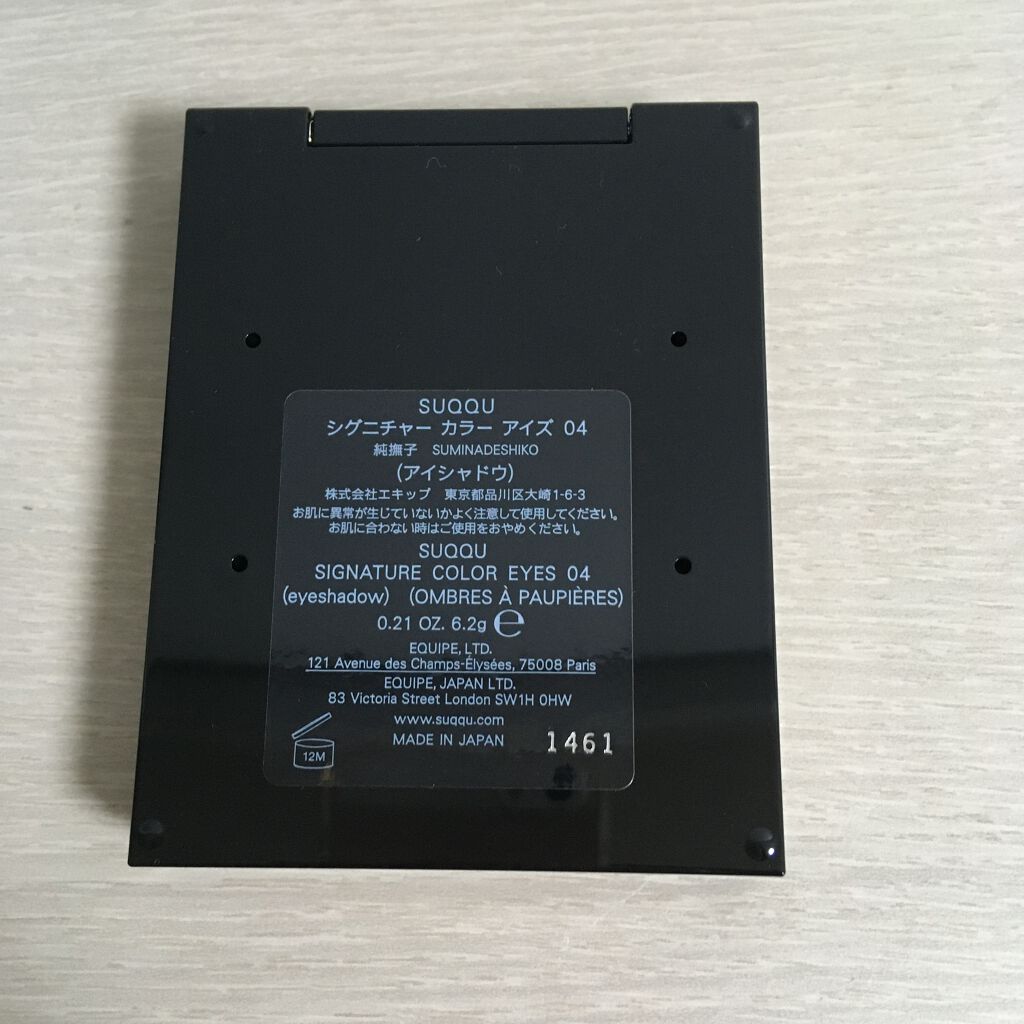 SUQQU
シグニチャー カラー アイズ 04
純撫子 SUMINADESHIKO
(アイシャドウ)
株式会社エキップ 東京都品川区大崎1-6-3
お肌に異常が生じていないかよく注意して使用してください。
お肌に合わない時はご使用をおやめください。
SUQQU
SIGNATURE COLOR EYES 04
(eyeshadow) (OMBRES À PAUPIÈRES)
0.21 OZ. 6.2g ℮
EQUIPE, LTD.
121 Avenue des Champs-Élysées, 75008 Paris
EQUIPE, JAPAN LTD.
83 Victoria Street London SW1H 0HW
www.suqqu.com
MADE IN JAPAN 1461
12M